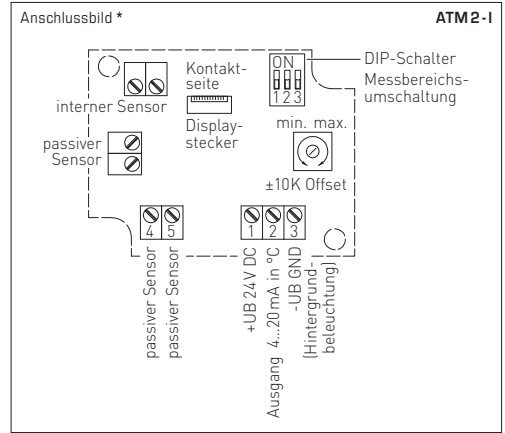 Anschlussbild * ATM2-I
ON
1 2 3
DIP-Schalter
Messbereichs-
umschaltung
Kontakt-
seite
Display-
stecker
interner Sensor
passiver
Sensor
min. max.
±10K Offset
4 5
1 2 3
passiver Sensor
passiver Sensor
+UB 24V DC
Ausgang 4...20mA in °C
-UB GND
(Hintergrund-
beleuchtung)